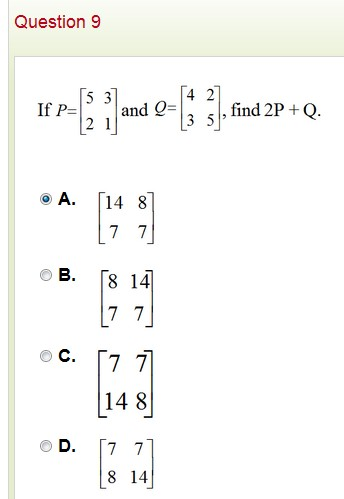 Question 9
If P=[5 3 2 1] and Q=[4 2 3 5], find 2P + Q.
A. [14 8 7 7]
B. [8 14 7 7]
C. [7 7 14 8]
D. [7 7 8 14]